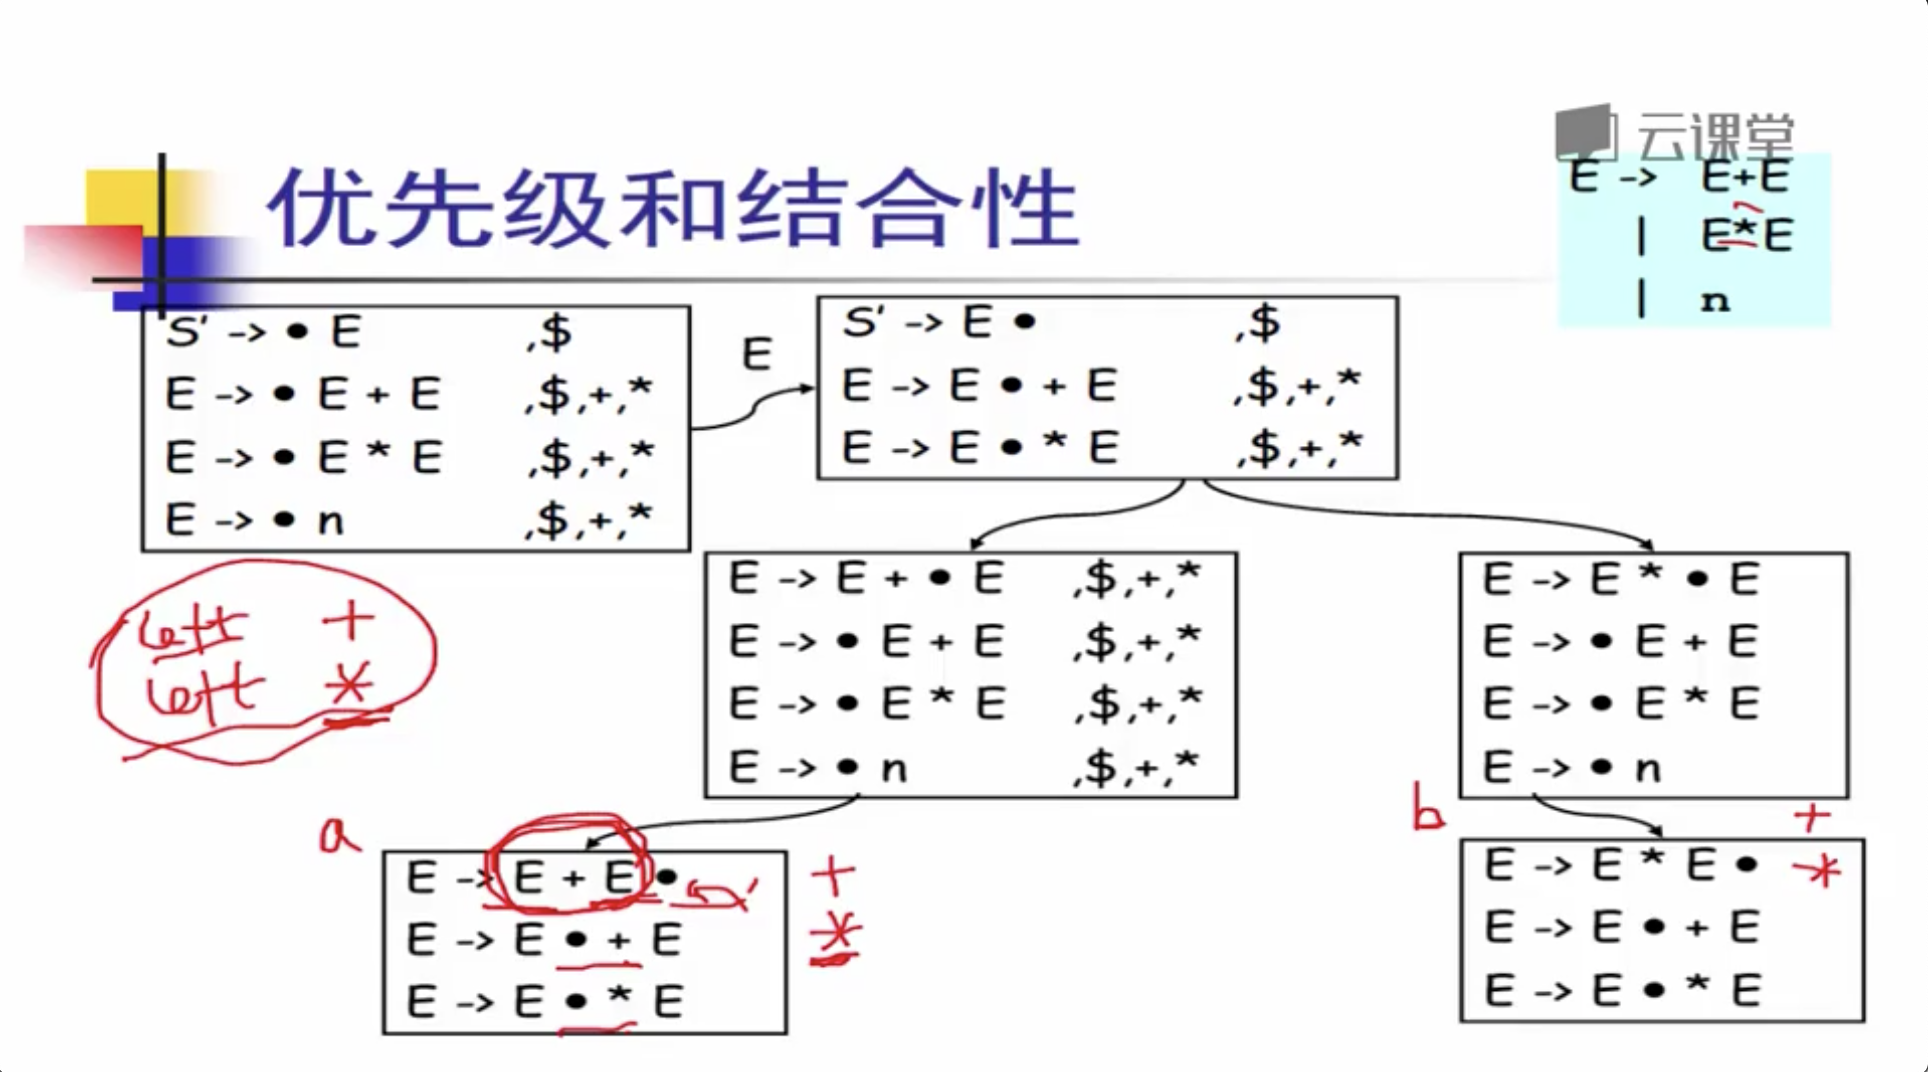 云课堂
优先级和结合性
E -> E+E
| E*E
| n
S' -> • E ,$
E -> • E + E ,$,+,*
E -> • E * E ,$,+,*
E -> • n ,$,+,*
E
S' -> E • ,$
E -> E • + E ,$,+,*
E -> E • * E ,$,+,*
left +
left *
E -> E + • E ,$,+,*
E -> • E + E ,$,+,*
E -> • E * E ,$,+,*
E -> • n ,$,+,*
E -> E * • E
E -> • E + E
E -> • E * E
E -> • n
a
E -> E + E • +
E -> E • + E *
E -> E • * E
b
+
E -> E * E • *
E -> E • + E
E -> E • * E